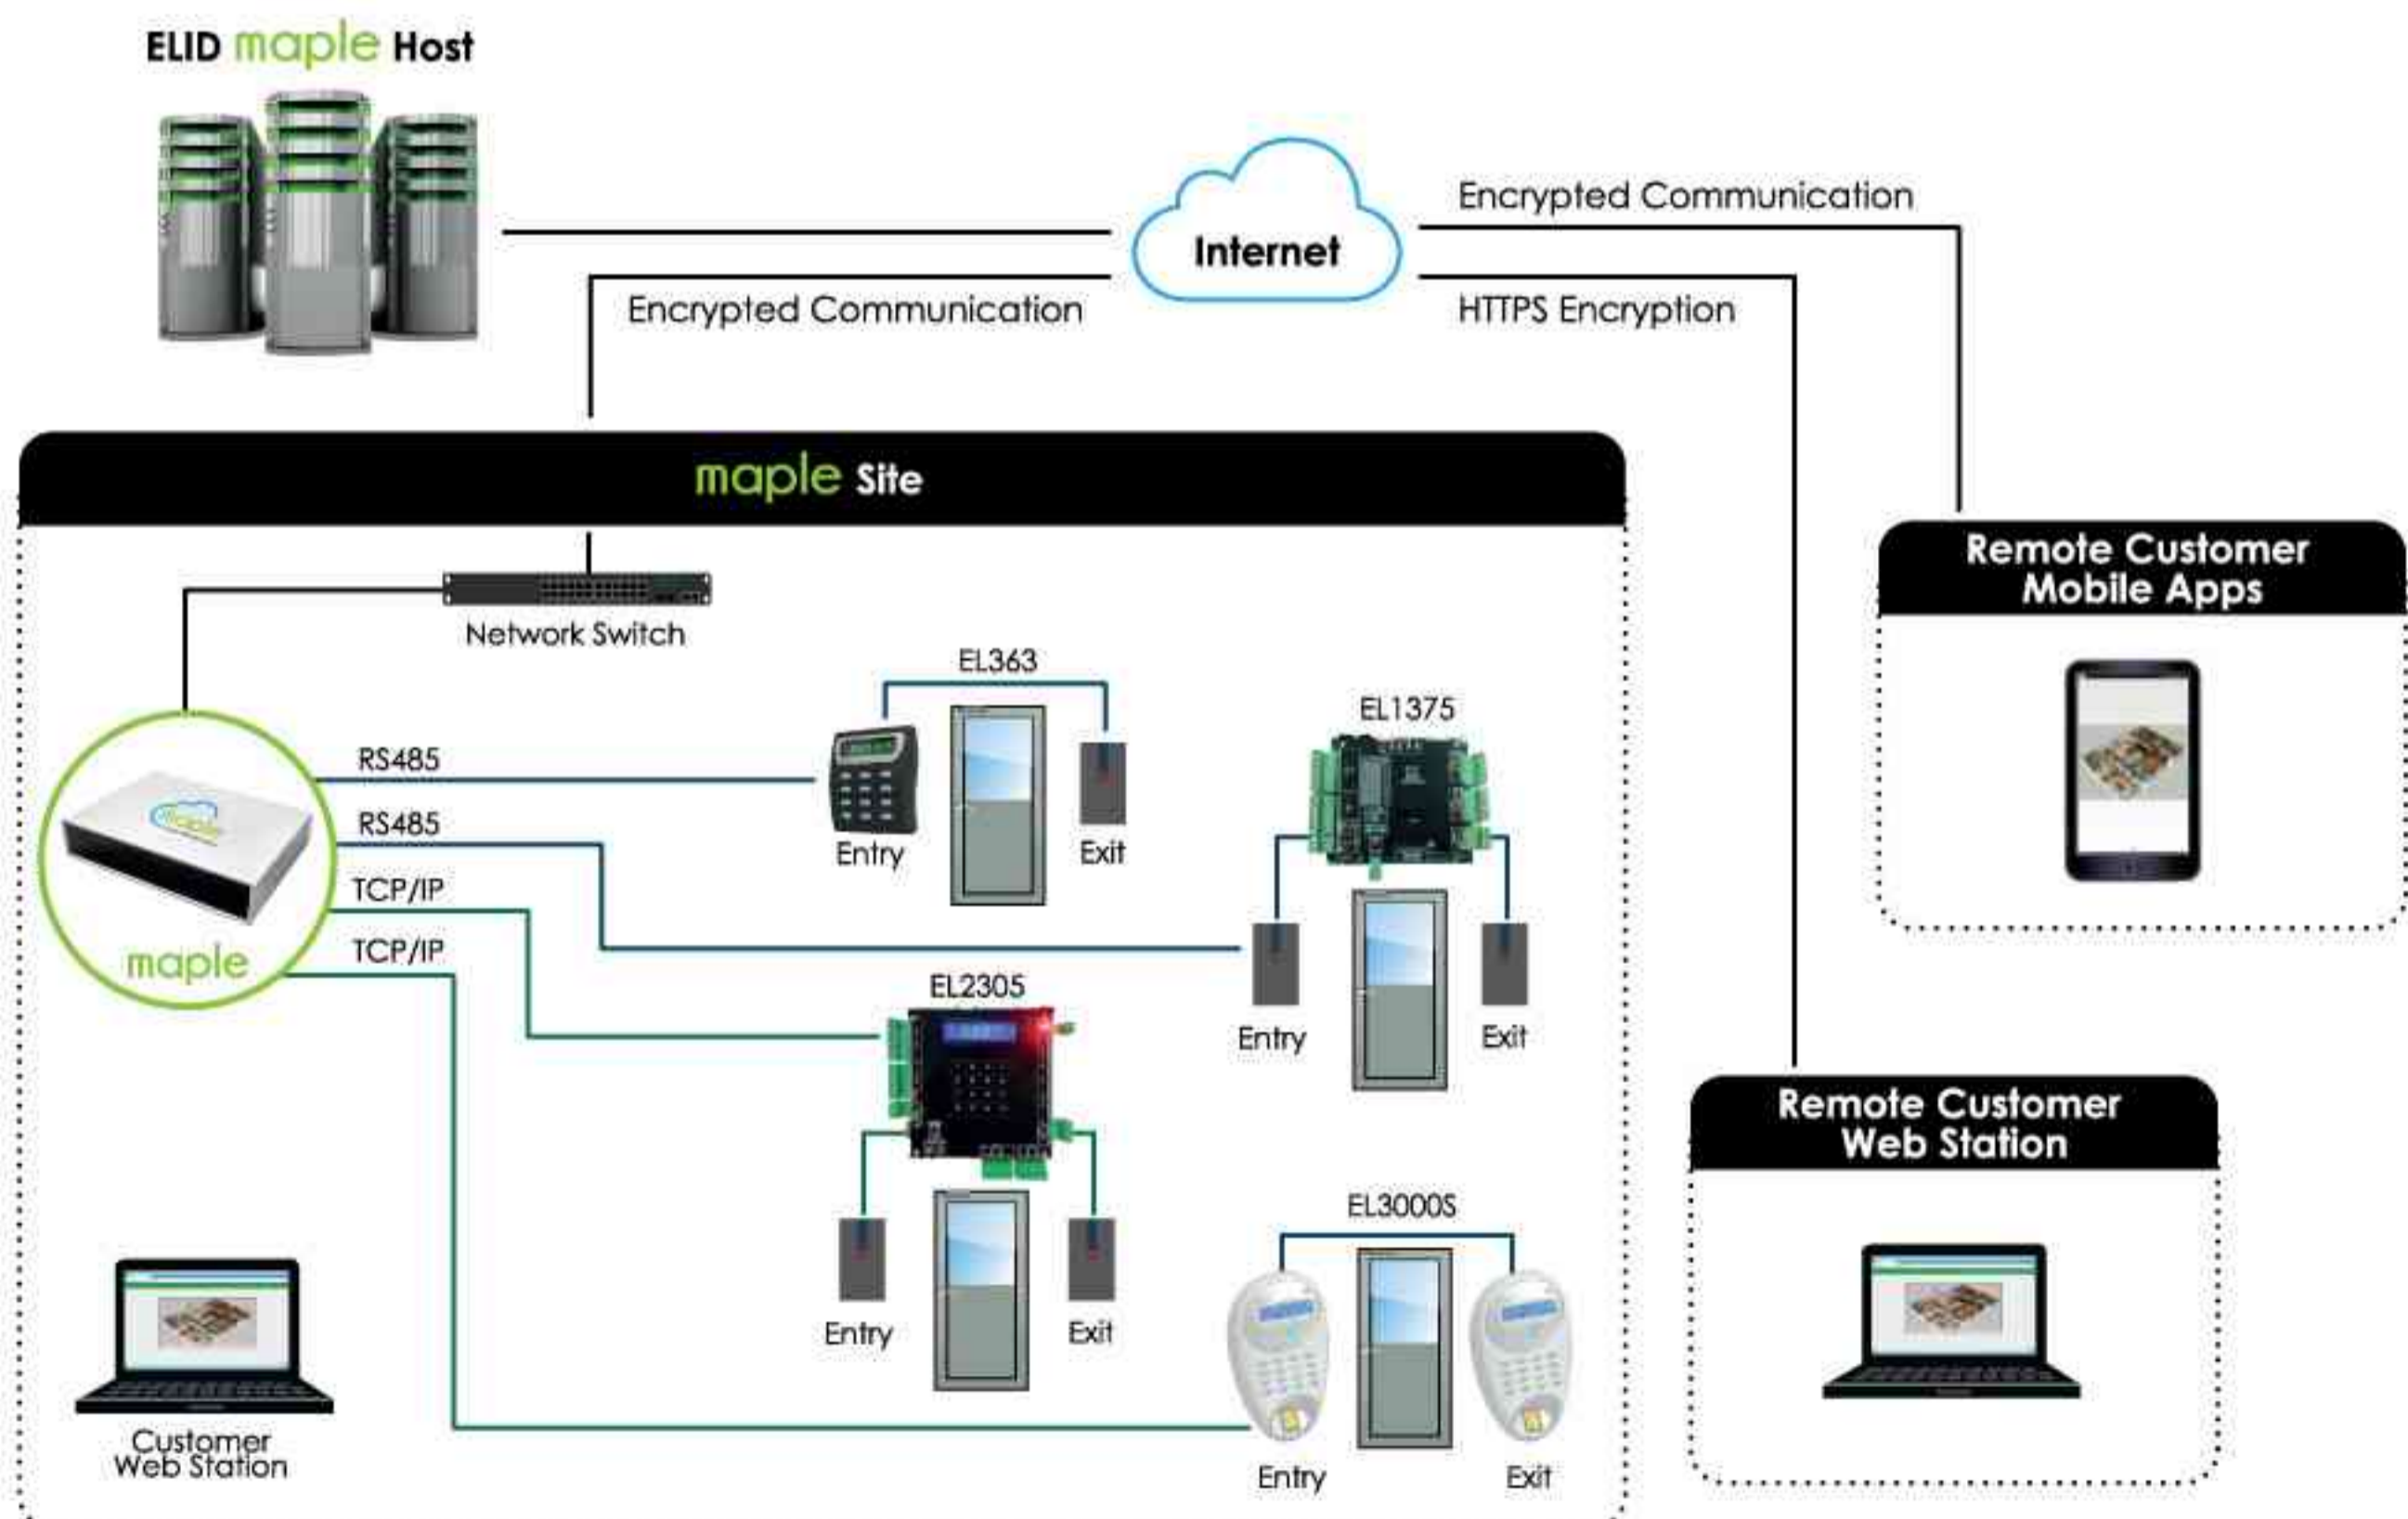 ELID maple Host
Encrypted Communication
Internet
Encrypted Communication
HTTPS Encryption
maple Site
Remote Customer
Mobile Apps
Network Switch
EL363
EL1375
RS485
RS485
Entry
Exit
TCP/IP
TCP/IP
maple
maple
EL2305
Entry
Exit
Remote Customer
Web Station
EL3000S
Entry
Exit
Customer
Web Station
Entry
Exit